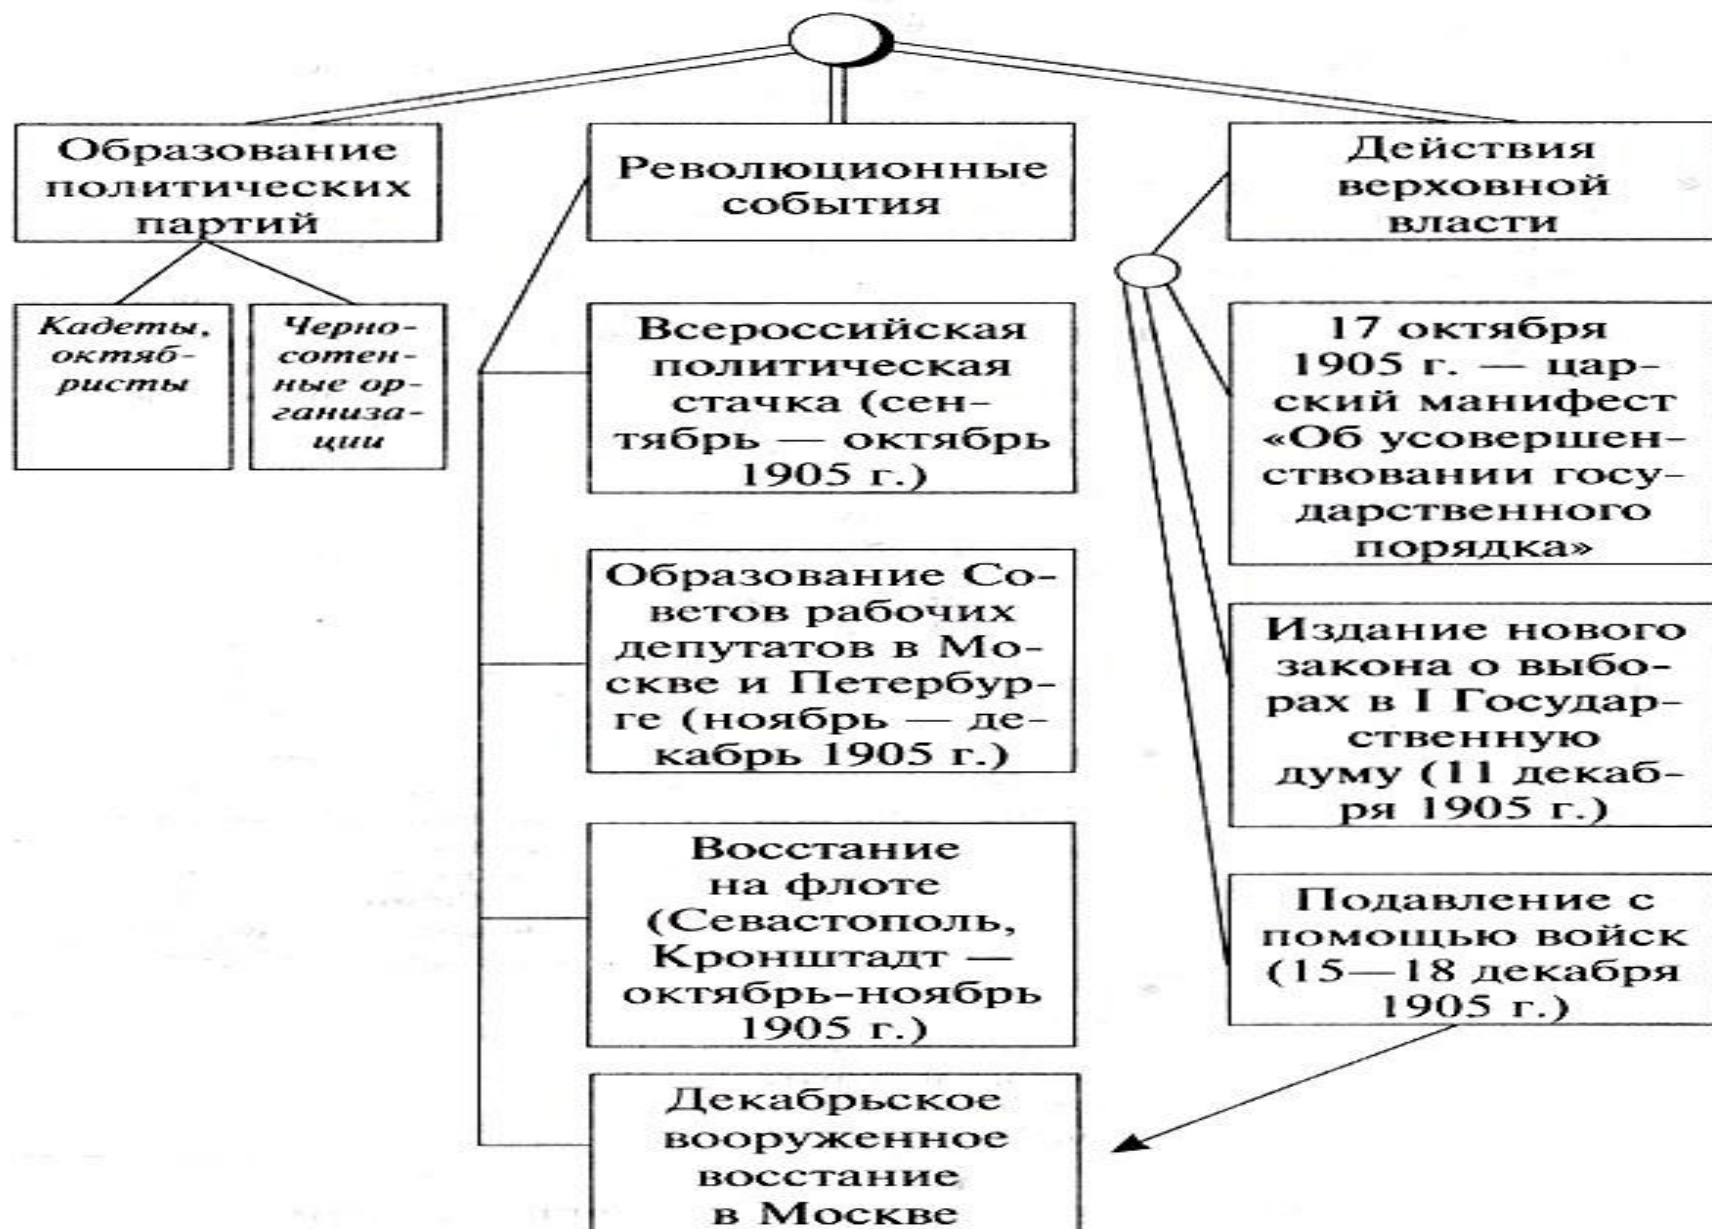 Образование
политических
партий
Кадеты,
октяб-
ристы
Черно-
сотен-
ные ор-
ганиза-
ции
Революционные
события
Всероссийская
политическая
стачка (сен-
тябрь — октябрь
1905 г.)
Образование Со-
ветов рабочих
депутатов в Мо-
скве и Петербур-
ге (ноябрь — де-
кабрь 1905 г.)
Восстание
на флоте
(Севастополь,
Кронштадт —
октябрь-ноябрь
1905 г.)
Декабрьское
вооруженное
восстание
в Москве
Действия
верховной
власти
17 октября
1905 г. — цар-
ский манифест
«Об усовершен-
ствовании госу-
дарственного
порядка»
Издание нового
закона о выбо-
рах в I Государ-
ственную
думу (11 декаб-
ря 1905 г.)
Подавление с
помощью войск
(15—18 декабря
1905 г.)